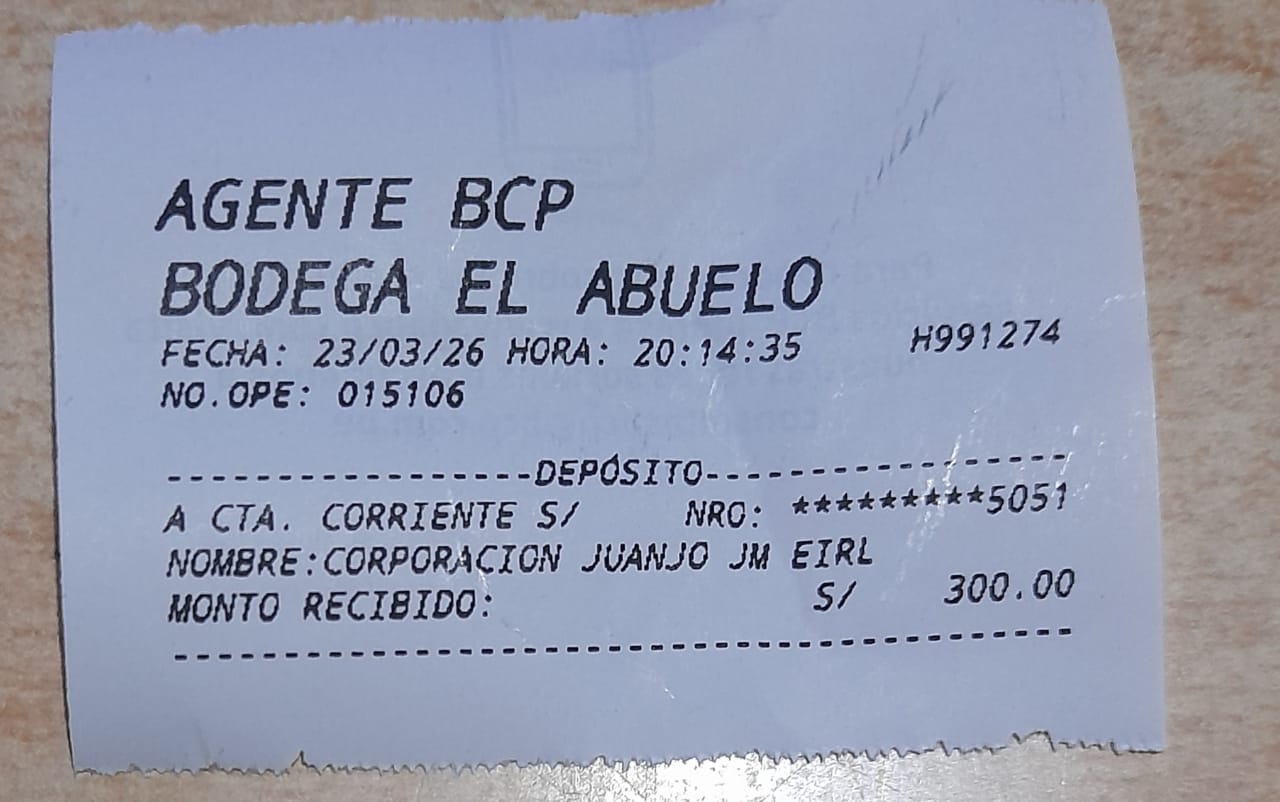 AGENTE BCP
BODEGA EL ABUELO
FECHA: 23/03/26 HORA: 20:14:35 H991274
NO.OPE: 015106
-----------------DEPÓSITO-----------------
A CTA. CORRIENTE S/ NRO: *********5051
NOMBRE:CORPORACION JUANJO JM EIRL
MONTO RECIBIDO: S/ 300.00
-------------------------------------------